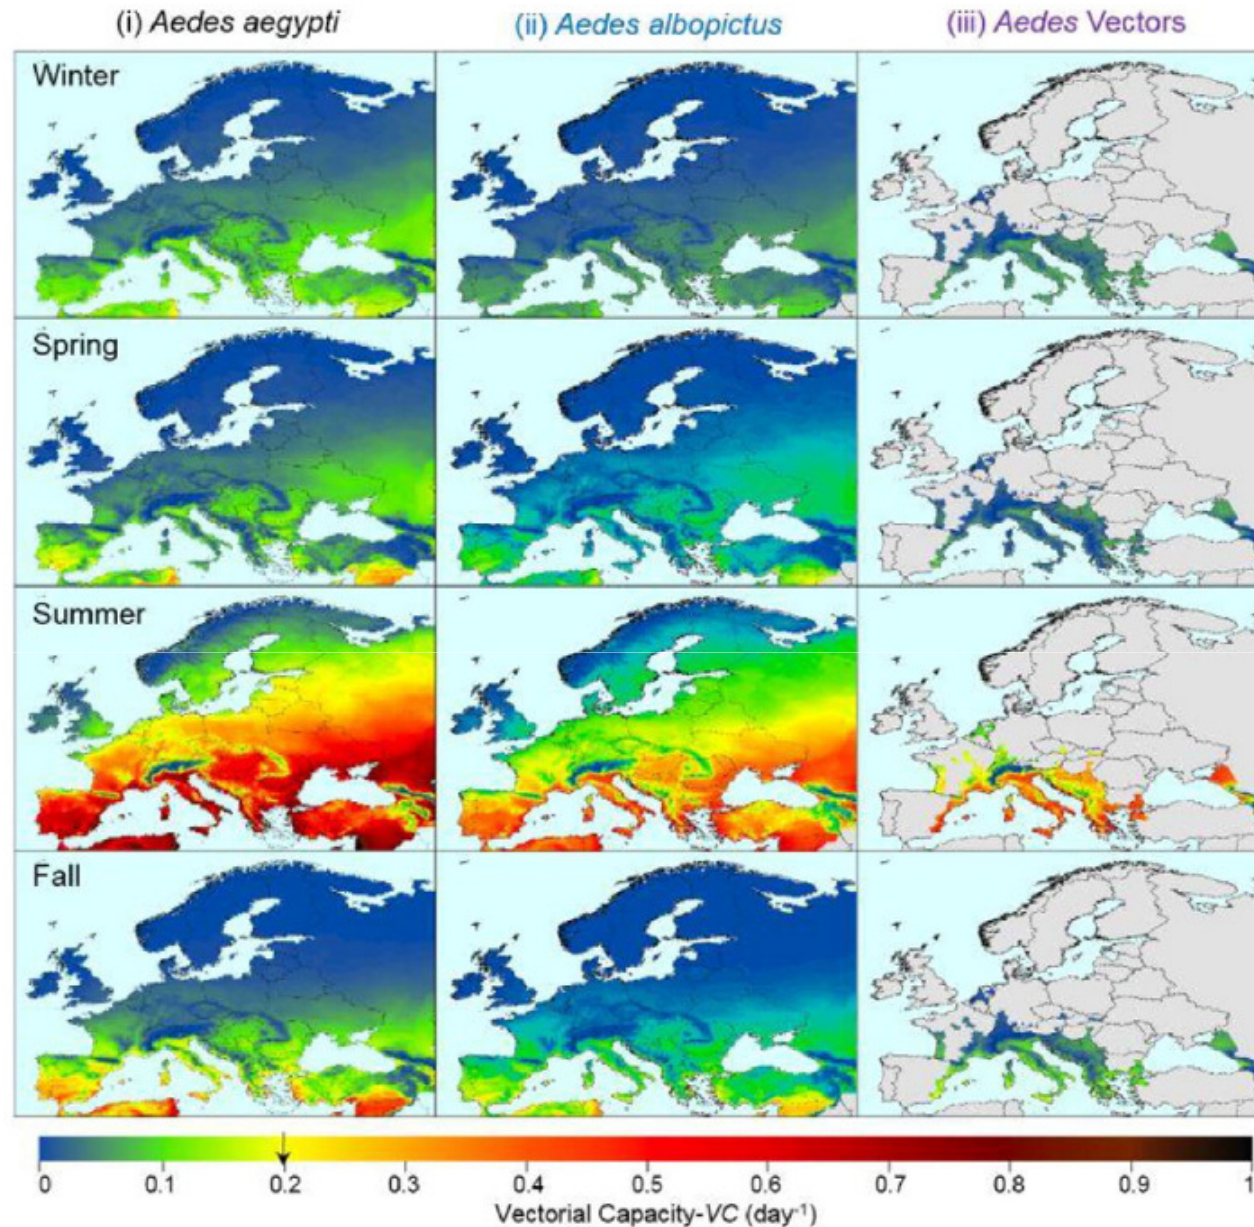 (i) Aedes aegypti (ii) Aedes albopictus (iii) Aedes Vectors
Winter
Spring
Summer
Fall
0 0.1 0.2 0.3 0.4 0.5 0.6 0.7 0.8 0.9 1
Vectorial Capacity-VC (day⁻¹)